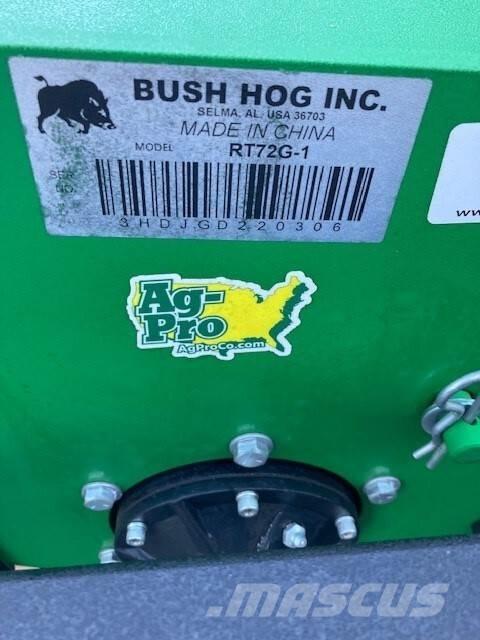 BUSH HOG INC.
SELMA, AL, USA 36703
MADE IN CHINA
MODEL RT72G-1
SER.
NO.
3HDJGD220306
Ag-
Pro
AgProCo.com
MASCUS